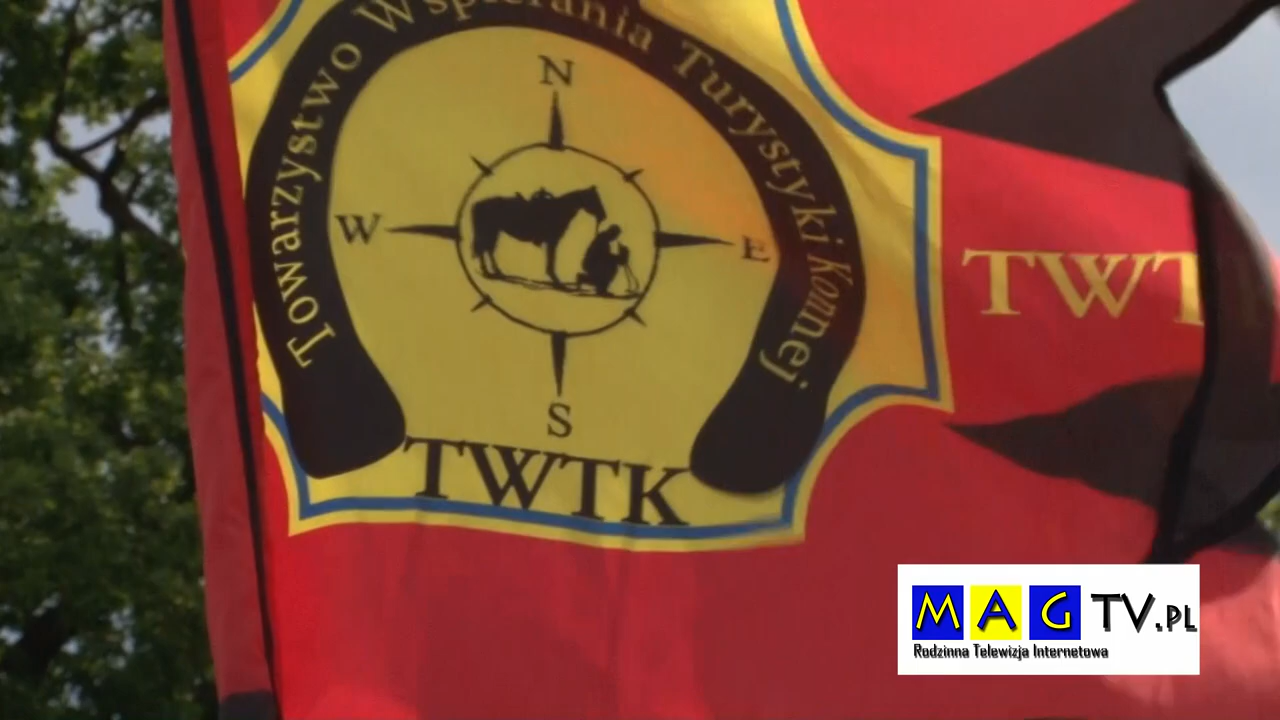 Towarzystwo Wspierania Turystyki Konnej
N
W
E
S
TWTK
TWT
MAG TV.PL
Rodzinna Telewizja Internetowa